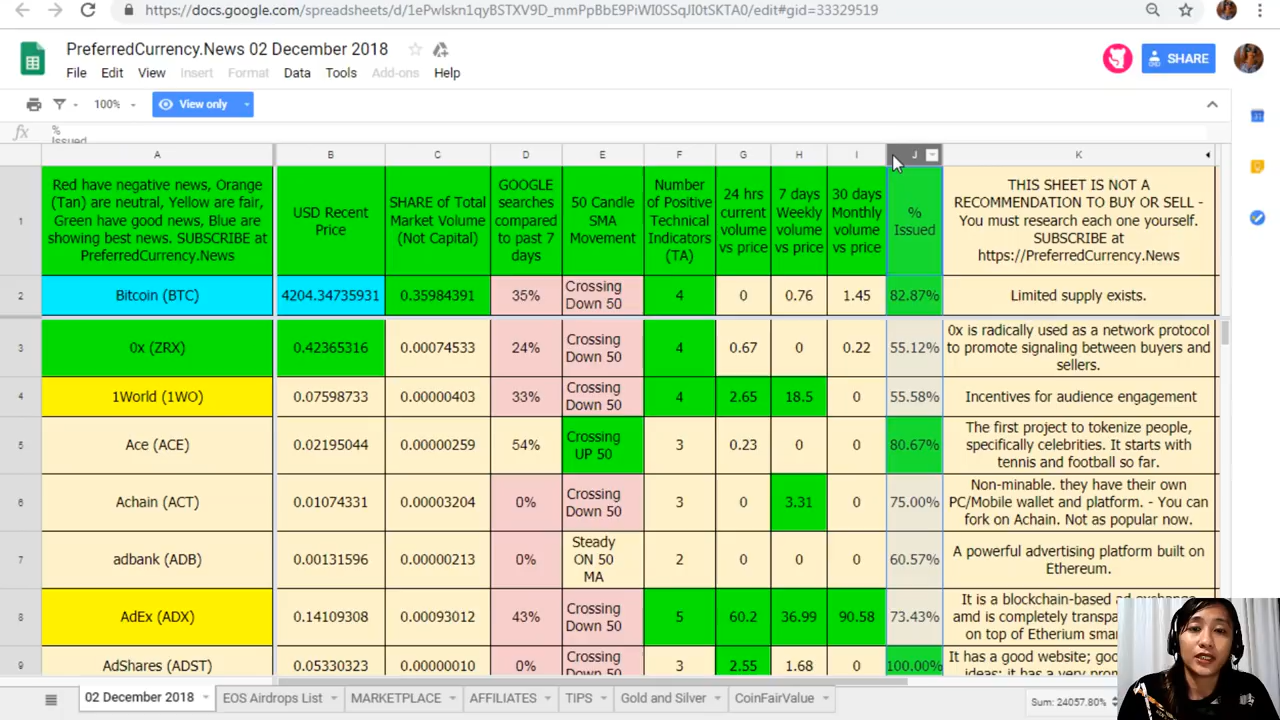 https://docs.google.com/spreadsheets/d/1ePwlskn1qyBSTXV9D_mmPpBbE9PiWI0SSqJI0tSKTA0/edit#gid=33329519
PreferredCurrency.News 02 December 2018
SHARE
File Edit View Insert Format Data Tools Add-ons Help
100% View only
fx %
Issued
A B C D E F G H I J K
1
Red have negative news, Orange
(Tan) are neutral, Yellow are fair,
Green have good news, Blue are
showing best news. SUBSCRIBE at
PreferredCurrency.News
USD Recent
Price
SHARE of Total
Market Volume
(Not Capital)
GOOGLE
searches
compared
to past 7
days
50 Candle
SMA
Movement
Number
of Positive
Technical
Indicators
(TA)
24 hrs
current
volume
vs price
7 days
Weekly
volume
vs price
30 days
Monthly
volume
vs price
%
Issued
THIS SHEET IS NOT A
RECOMMENDATION TO BUY OR SELL -
You must research each one yourself.
SUBSCRIBE at
https://PreferredCurrency.News
2 Bitcoin (BTC) 4204.34735931 0.35984391 35% Crossing
Down 50 4 0 0.76 1.45 82.87% Limited supply exists.
3 0x (ZRX) 0.42365316 0.00074533 24% Crossing
Down 50 4 0.67 0 0.22 55.12% 0x is radically used as a network protocol
to promote signaling between buyers and
sellers.
4 1World (1WO) 0.07598733 0.00000403 33% Crossing
Down 50 4 2.65 18.5 0 55.58% Incentives for audience engagement
5 Ace (ACE) 0.02195044 0.00000259 54% Crossing
UP 50 3 0.23 0 0 80.67% The first project to tokenize people,
specifically celebrities. It starts with
tennis and football so far.
6 Achain (ACT) 0.01074331 0.00003204 0% Crossing
Down 50 3 0 3.31 0 75.00% Non-minable. they have their own
PC/Mobile wallet and platform. - You can
fork on Achain. Not as popular now.
7 adbank (ADB) 0.00131596 0.00000213 0% Steady
ON 50
MA 2 0 0 0 60.57% A powerful advertising platform built on
Ethereum.
8 AdEx (ADX) 0.14109308 0.00093012 43% Crossing
Down 50 5 60.2 36.99 90.58 73.43% It is a blockchain-based ad
amd is completely transpa
on top of Etherium smar
9 AdShares (ADST) 0.05330323 0.00000010 0% Crossing
3 2.55 1.68 0 100.00% It has a good website; goo
ideas; it has a very pro
02 December 2018 EOS Airdrops List MARKETPLACE AFFILIATES TIPS Gold and Silver CoinFairValue Sum: 24057.80%